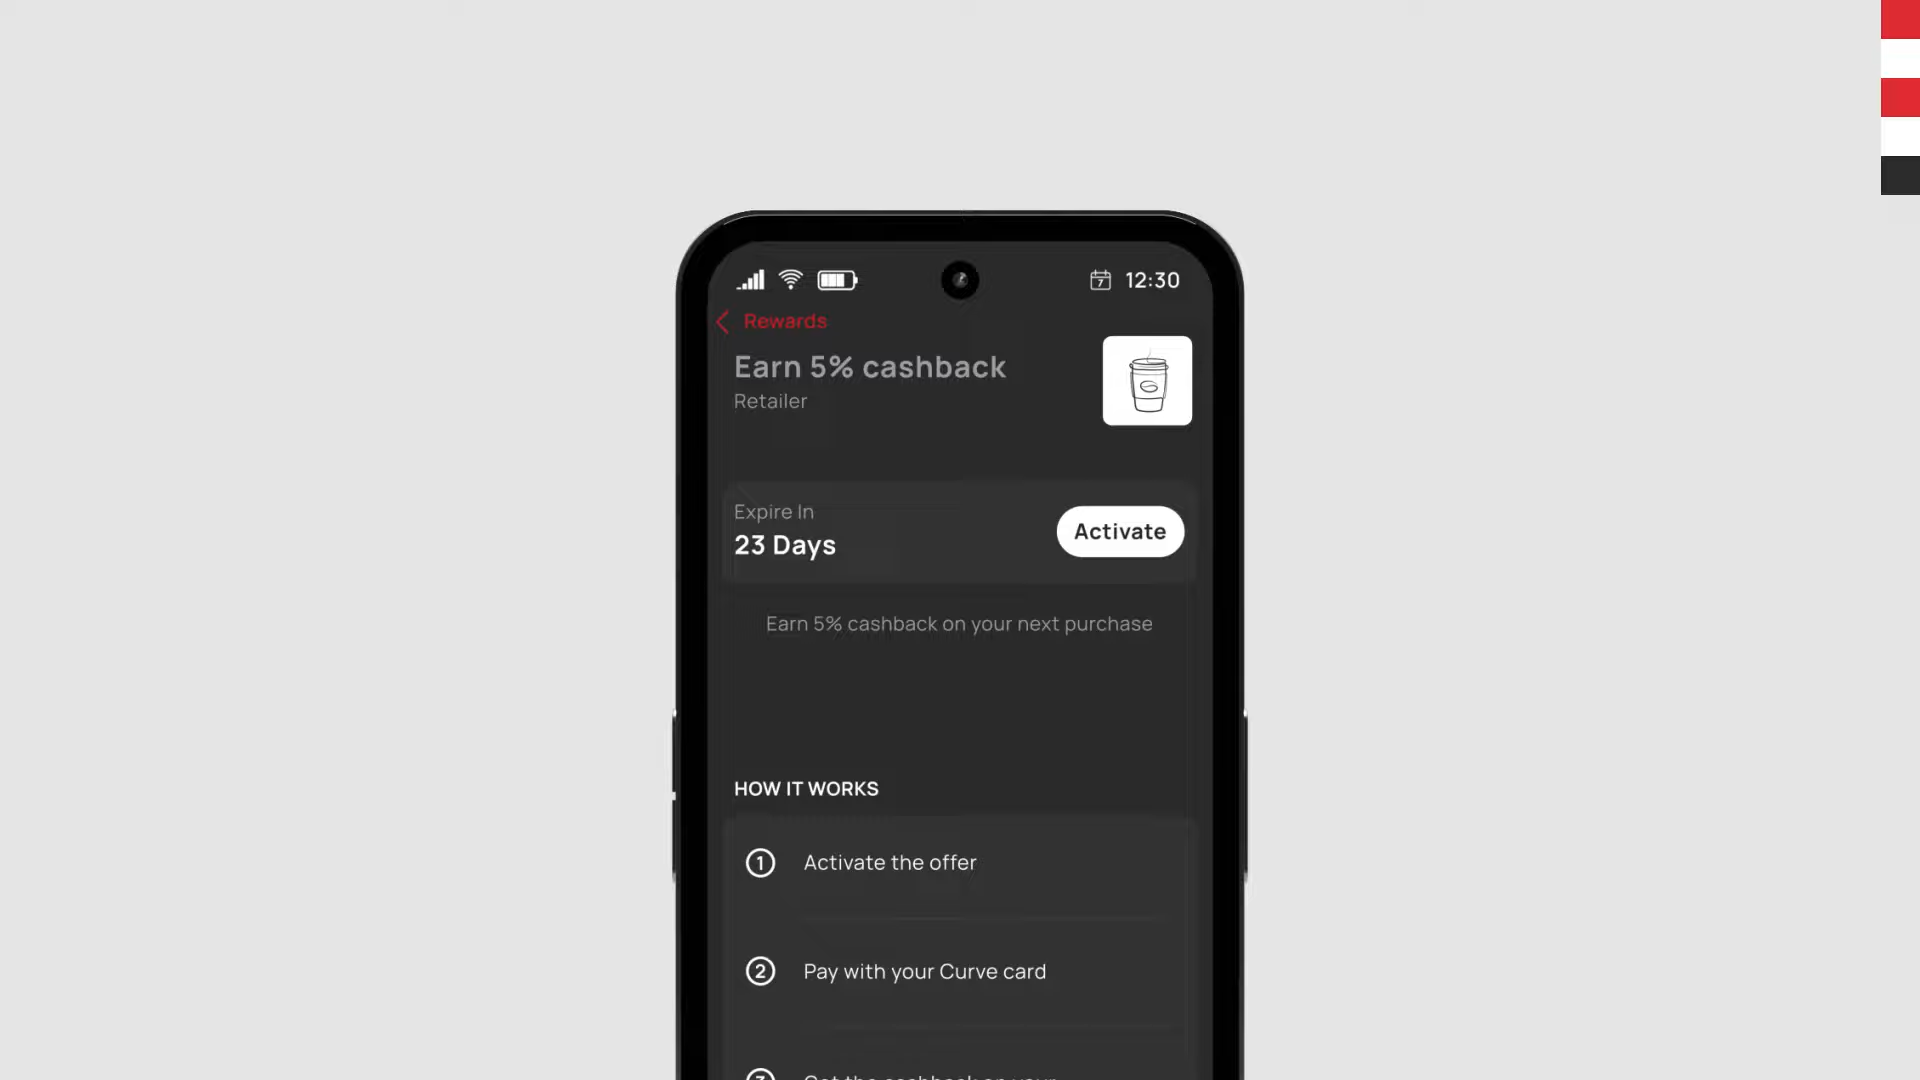 12:30
Rewards
Earn 5% cashback
Retailer
Expire In
23 Days
Activate
Earn 5% cashback on your next purchase
HOW IT WORKS
1 Activate the offer
2 Pay with your Curve card